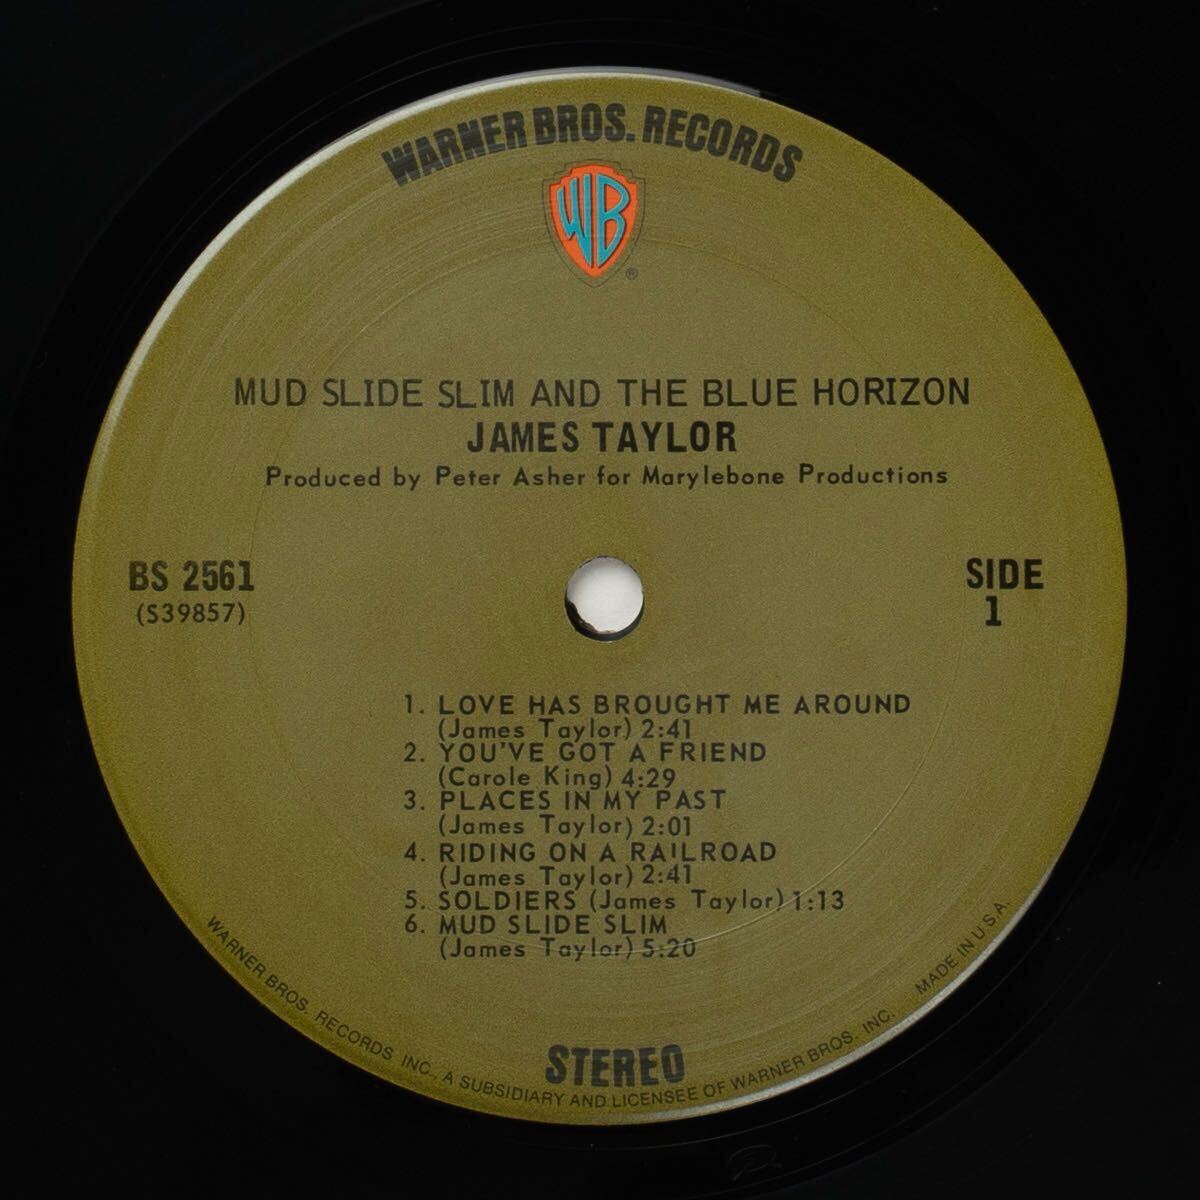 WARNER BROS. RECORDS
WB
®
MUD SLIDE SLIM AND THE BLUE HORIZON
JAMES TAYLOR
Produced by Peter Asher for Marylebone Productions
BS 2561
(S39857)
SIDE
1
1. LOVE HAS BROUGHT ME AROUND
(James Taylor) 2:41
2. YOU'VE GOT A FRIEND
(Carole King) 4:29
3. PLACES IN MY PAST
(James Taylor) 2:01
4. RIDING ON A RAILROAD
(James Taylor) 2:41
5. SOLDIERS (James Taylor) 1:13
6. MUD SLIDE SLIM
(James Taylor) 5:20
STEREO
WARNER BROS. RECORDS INC., A SUBSIDIARY AND LICENSEE OF WARNER BROS. INC. MADE IN U.S.A.